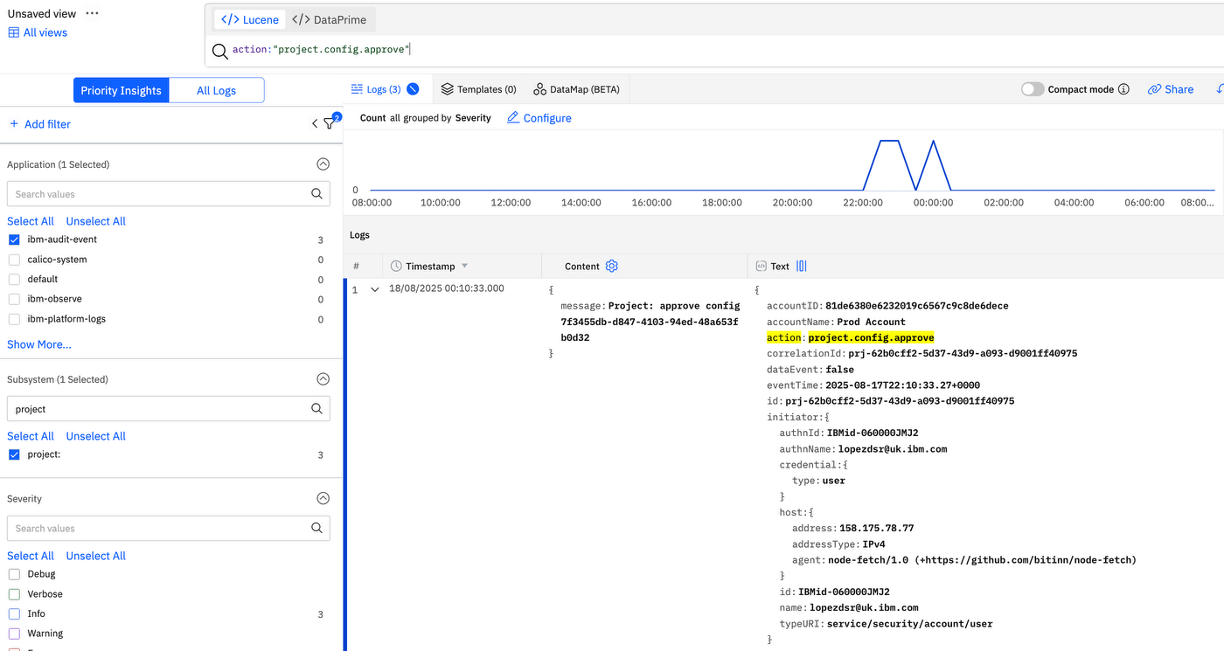 Unsaved view ···
All views
</> Lucene </> DataPrime
action:"project.config.approve"
Priority Insights All Logs
Logs (3) Templates (0) DataMap (BETA) Compact mode Share
+ Add filter 2
Count all grouped by Severity Configure
0
08:00:00 10:00:00 12:00:00 14:00:00 16:00:00 18:00:00 20:00:00 22:00:00 00:00:00 02:00:00 04:00:00 06:00:00 08:00...
Application (1 Selected)
Search values
Select All Unselect All
ibm-audit-event 3
calico-system 0
default 0
ibm-observe 0
ibm-platform-logs 0
Show More...
Subsystem (1 Selected)
project
Select All Unselect All
project: 3
Severity
Search values
Select All Unselect All
Debug
Verbose
Info 3
Warning
Logs
# Timestamp Content Text
1 18/08/2025 00:10:33.000
{
message: Project: approve config
7f3455db-d847-4103-94ed-48a653f
b0d32
}
{
accountID: 81de6380e6232019c6567c9c8de6dece
accountName: Prod Account
action: project.config.approve
correlationId: prj-62b0cff2-5d37-43d9-a093-d9001ff40975
dataEvent: false
eventTime: 2025-08-17T22:10:33.27+0000
id: prj-62b0cff2-5d37-43d9-a093-d9001ff40975
initiator:{
authnId: IBMid-060000JMJ2
authnName: lopezdsr@uk.ibm.com
credential:{
type: user
}
host:{
address: 158.175.78.77
addressType: IPv4
agent: node-fetch/1.0 (+https://github.com/bitinn/node-fetch)
}
id: IBMid-060000JMJ2
name: lopezdsr@uk.ibm.com
typeURI: service/security/account/user
}